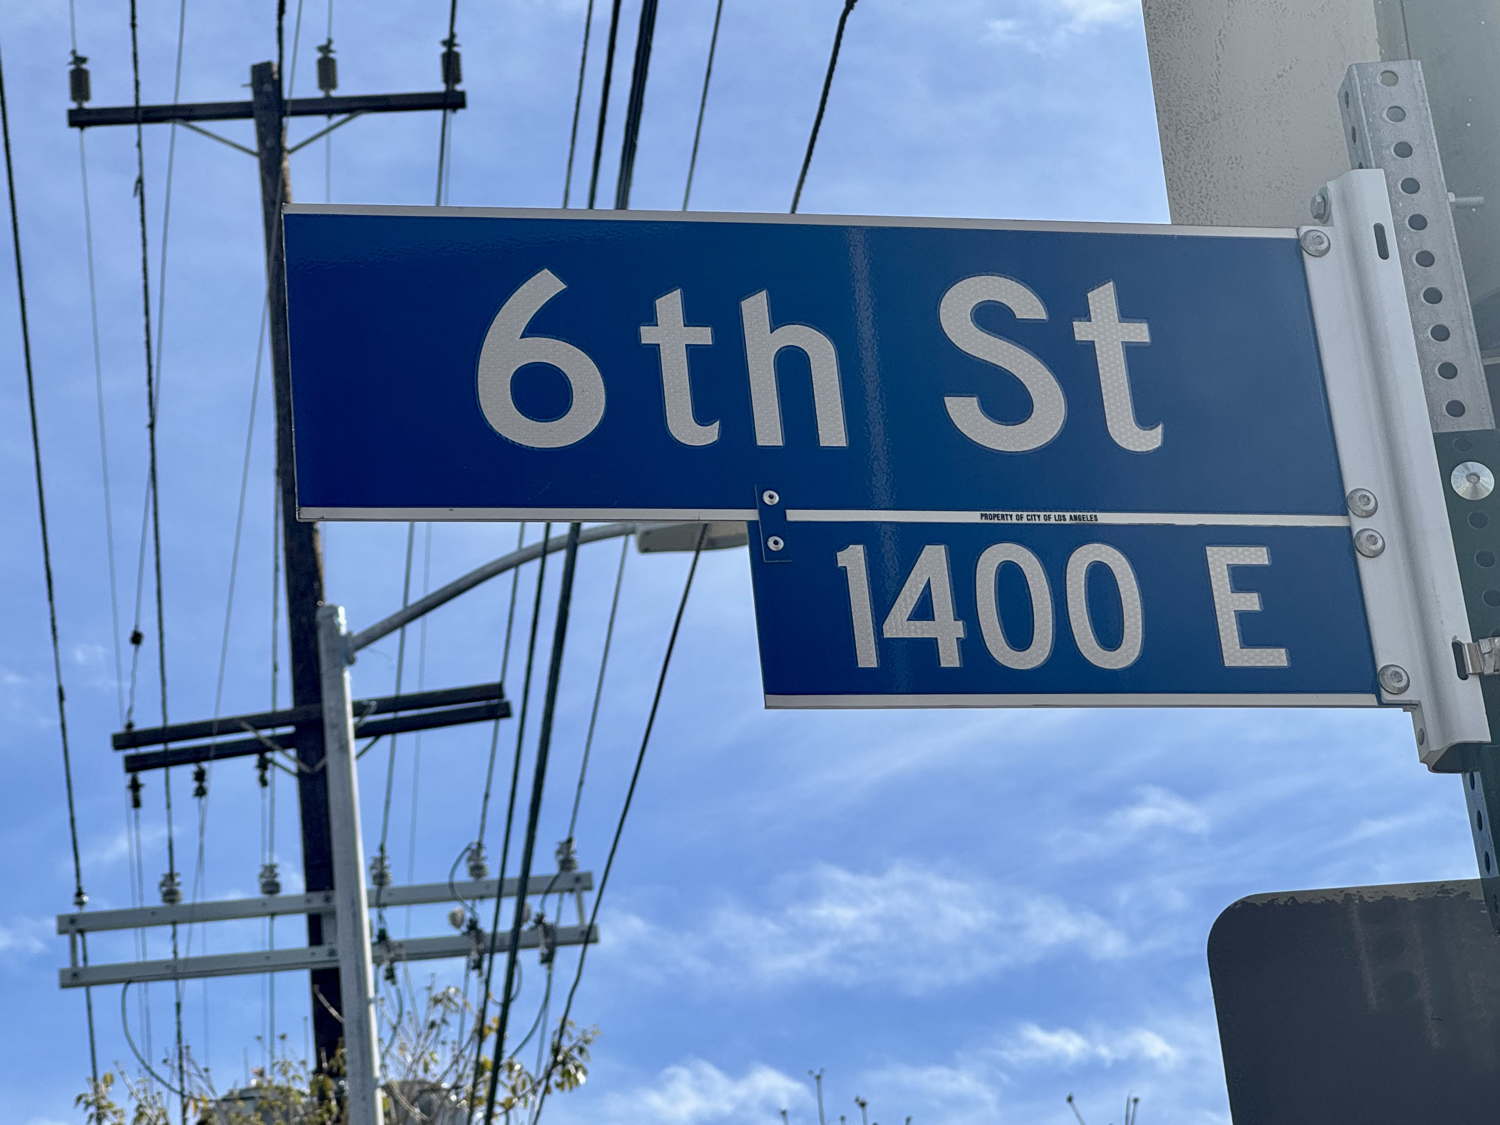 6th St
PROPERTY OF CITY OF LOS ANGELES
1400 E